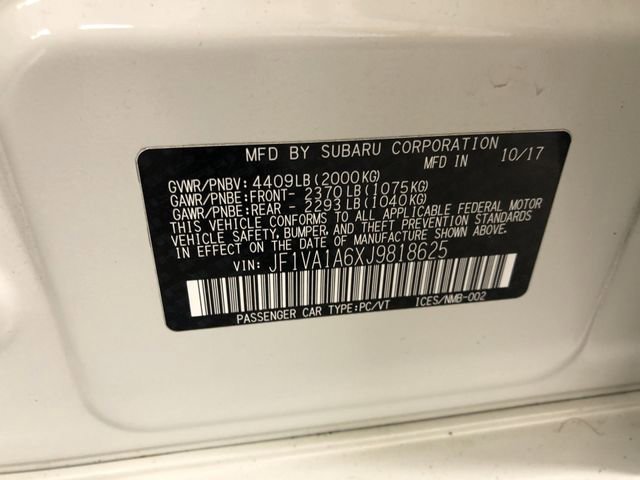 MFD BY SUBARU CORPORATION
MFD IN 10/17
GVWR/PNBV: 4409LB(2000KG)
GAWR/PNBE:FRONT- 2370LB(1075KG)
GAWR/PNBE:REAR - 2293LB(1040KG)
THIS VEHICLE CONFORMS TO ALL APPLICABLE FEDERAL MOTOR
VEHICLE SAFETY, BUMPER, AND THEFT PREVENTION STANDARDS
IN EFFECT ON THE DATE OF MANUFACTURE SHOWN ABOVE.
VIN: JF1VA1A6XJ9818625
PASSENGER CAR TYPE:PC/VT ICES/NMB-002